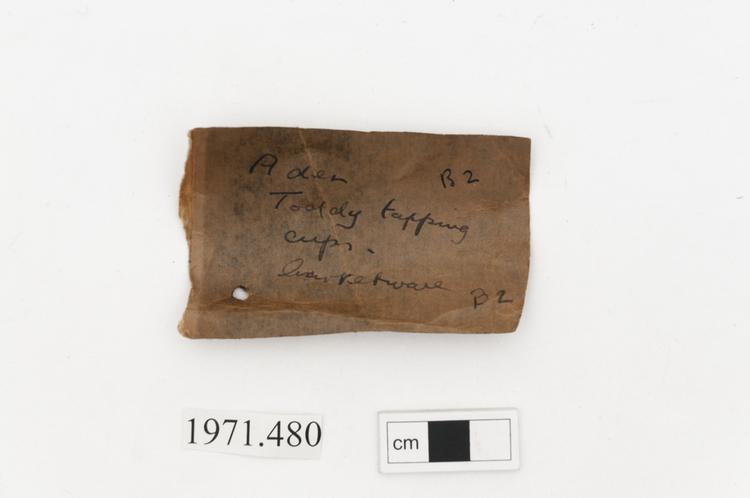 Aden B2
Toddy tapping
cups.
basketware B2
1971.480
cm